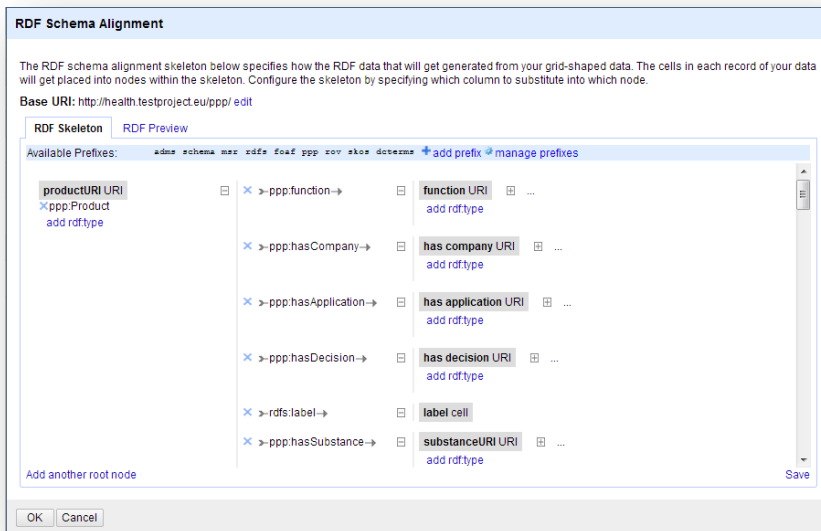 RDF Schema Alignment
The RDF schema alignment skeleton below specifies how the RDF data that will get generated from your grid-shaped data. The cells in each record of your data
will get placed into nodes within the skeleton. Configure the skeleton by specifying which column to substitute into which node.
Base URI: http://health.testproject.eu/ppp/ edit
RDF Skeleton RDF Preview
Available Prefixes: adms schema msr rdfs foaf ppp rov skos dcterms add prefix manage prefixes
productURI URI ppp:function function URI ...
ppp:Product add rdf:type
add rdf:type
ppp:hasCompany has company URI ...
add rdf:type
ppp:hasApplication has application URI ...
add rdf:type
ppp:hasDecision has decision URI ...
add rdf:type
rdfs:label label cell
ppp:hasSubstance substanceURI URI ...
add rdf:type
Add another root node Save
OK Cancel